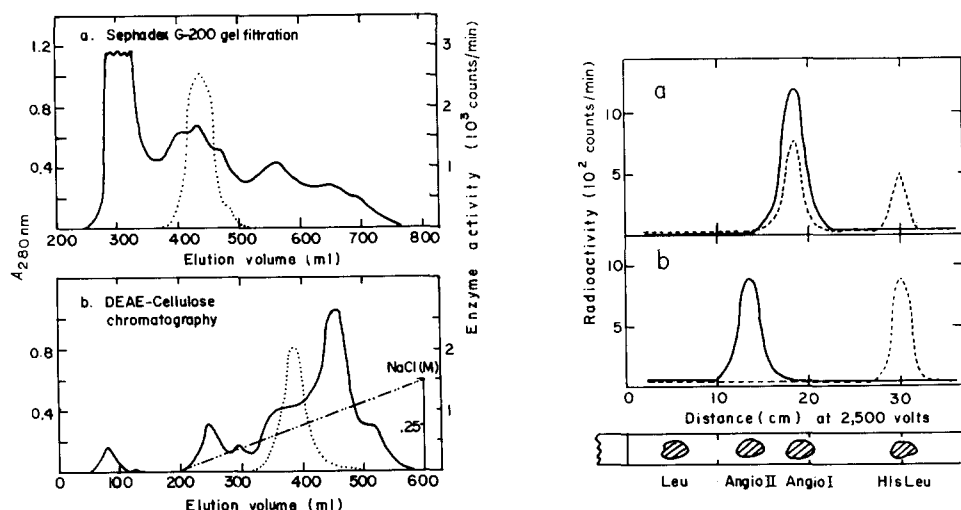 a. Sephadex G-200 gel filtration
1.2
0.8
0.4
3
2
1
200 300 400 500 600 700 800
Elution volume (ml)
A280nm
Enzyme activity (10³ counts/min)
b. DEAE-Cellulose
chromatography
0.8
0.4
2
1
NaCl(M)
.25
0 100 200 300 400 500 600
Elution volume (ml)
a
10
5
Radioactivity (10² counts/min)
b
10
5
0 10 20 30
Distance (cm) at 2,500 volts
Leu Angio II Angio I His Leu